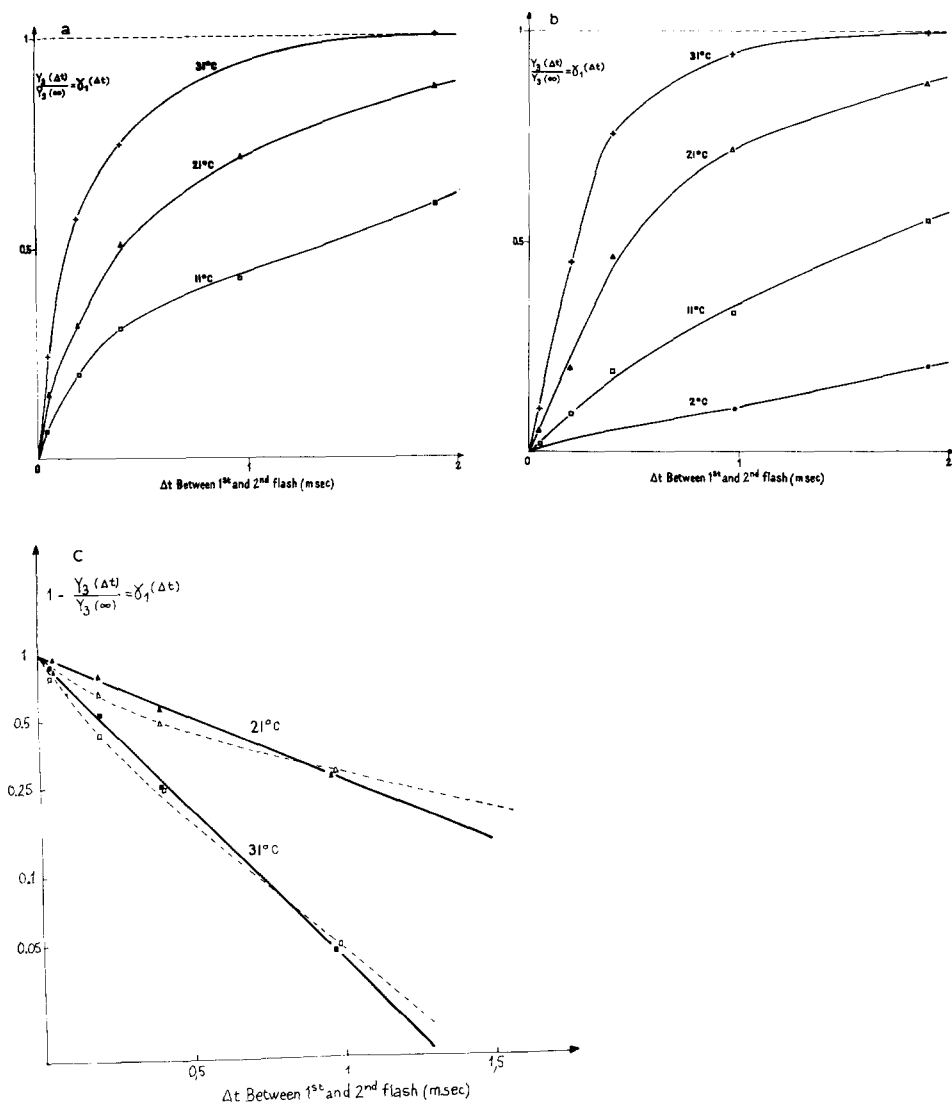 a
1
Y₃(Δt)/Y₃(∞) = γ₁(Δt)
31°C
21°C
0.5
11°C
0
1
2
Δt Between 1st and 2nd flash (msec)
b
1
Y₃(Δt)/Y₃(∞) = γ₁(Δt)
31°C
21°C
0.5
11°C
2°C
0
1
2
Δt Between 1st and 2nd flash (msec)
C
1 - Y₃(Δt)/Y₃(∞) = γ₁(Δt)
1
0.5
21°C
0.25
31°C
0.1
0.05
0,5
1
1,5
Δt Between 1st and 2nd flash (msec)